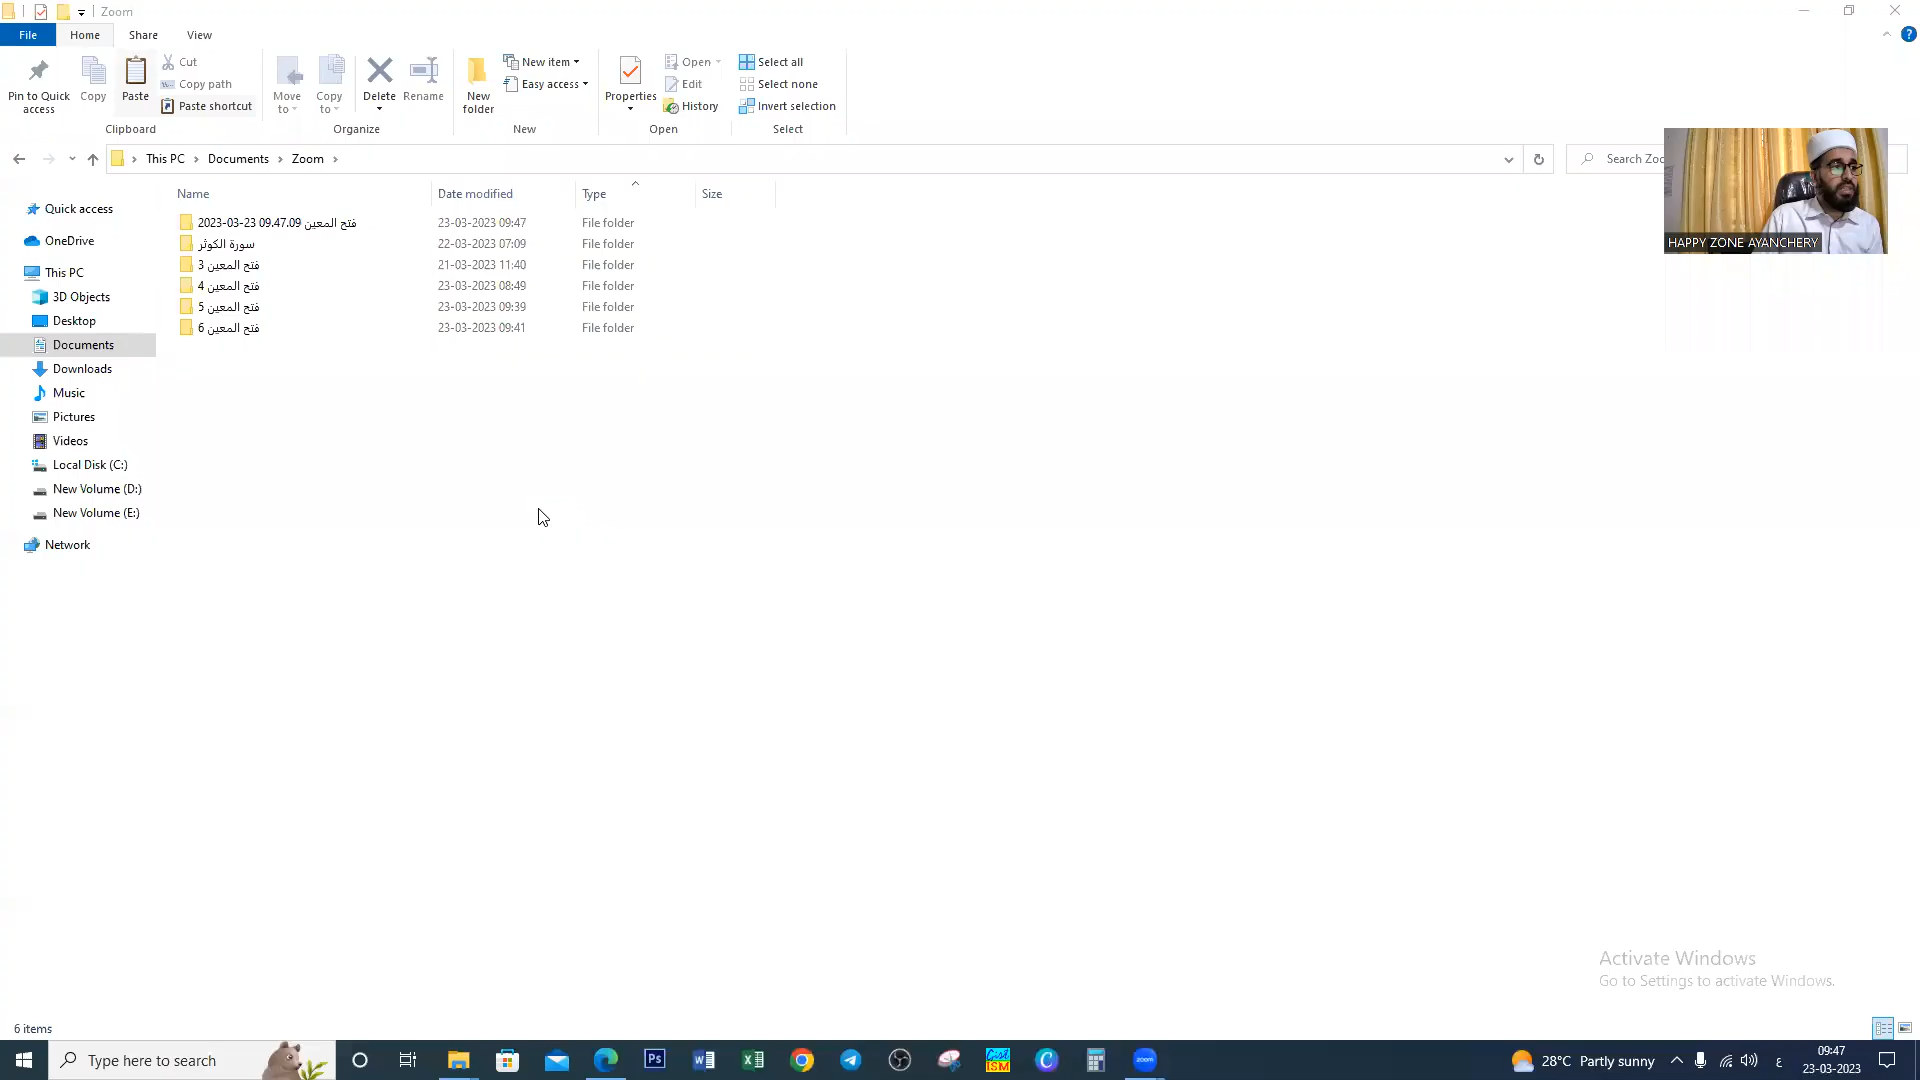 Zoom
File Home Share View
Pin to Quick access
Copy
Paste
Cut
Copy path
Paste shortcut
Clipboard
Move to
Copy to
Delete
Rename
Organize
New folder
New item
Easy access
New
Properties
Open
Edit
History
Open
Select all
Select none
Invert selection
Select
This PC Documents Zoom
Search Zoo
HAPPY ZONE AYANCHERY
Name Date modified Type Size
فتح المعين 2023-03-23 09.47.09 23-03-2023 09:47 File folder
سورة الكوثر 22-03-2023 07:09 File folder
فتح المعين 3 21-03-2023 11:40 File folder
فتح المعين 4 23-03-2023 08:49 File folder
فتح المعين 5 23-03-2023 09:39 File folder
فتح المعين 6 23-03-2023 09:41 File folder
Quick access
OneDrive
This PC
3D Objects
Desktop
Documents
Downloads
Music
Pictures
Videos
Local Disk (C:)
New Volume (D:)
New Volume (E:)
Network
Activate Windows
Go to Settings to activate Windows.
6 items
Type here to search
Ps
zoom
28°C Partly sunny
ع
09:47
23-03-2023